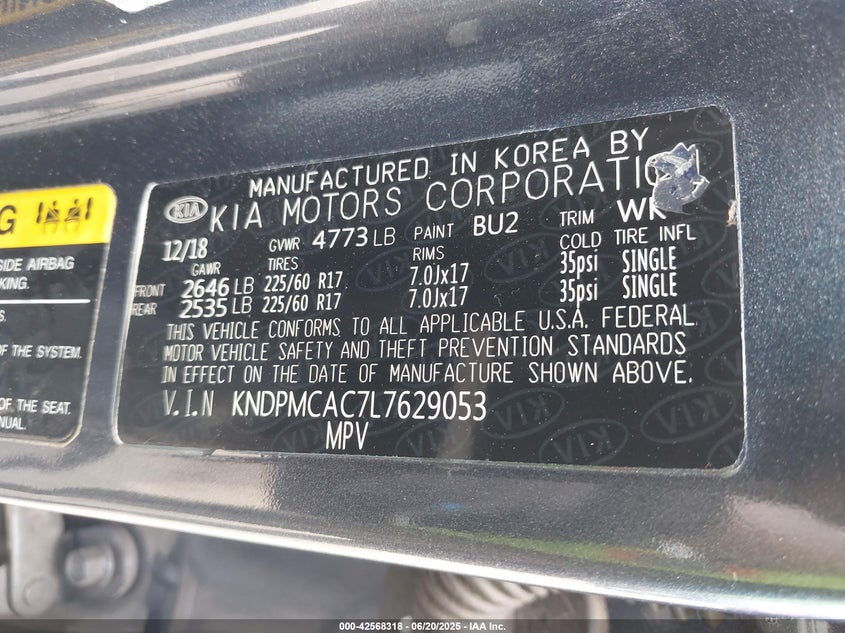 MANUFACTURED IN KOREA BY
KIA KIA MOTORS CORPORATIO
12/18 GVWR 4773 LB PAINT BU2 TRIM WK
GAWR TIRES RIMS COLD TIRE INFL
FRONT 2646 LB 225/60 R17 7.0Jx17 35psi SINGLE
REAR 2535 LB 225/60 R17 7.0Jx17 35psi SINGLE
THIS VEHICLE CONFORMS TO ALL APPLICABLE U.S.A. FEDERAL
MOTOR VEHICLE SAFETY AND THEFT PREVENTION STANDARDS
IN EFFECT ON THE DATE OF MANUFACTURE SHOWN ABOVE.
V.I.N KNDPMCAC7L7629053
MPV
G
SIDE AIRBAG
KING.
S.
OF THE SYSTEM.
OF THE SEAT.
NUAL.
000-42568318 - 06/20/2025 - IAA Inc.